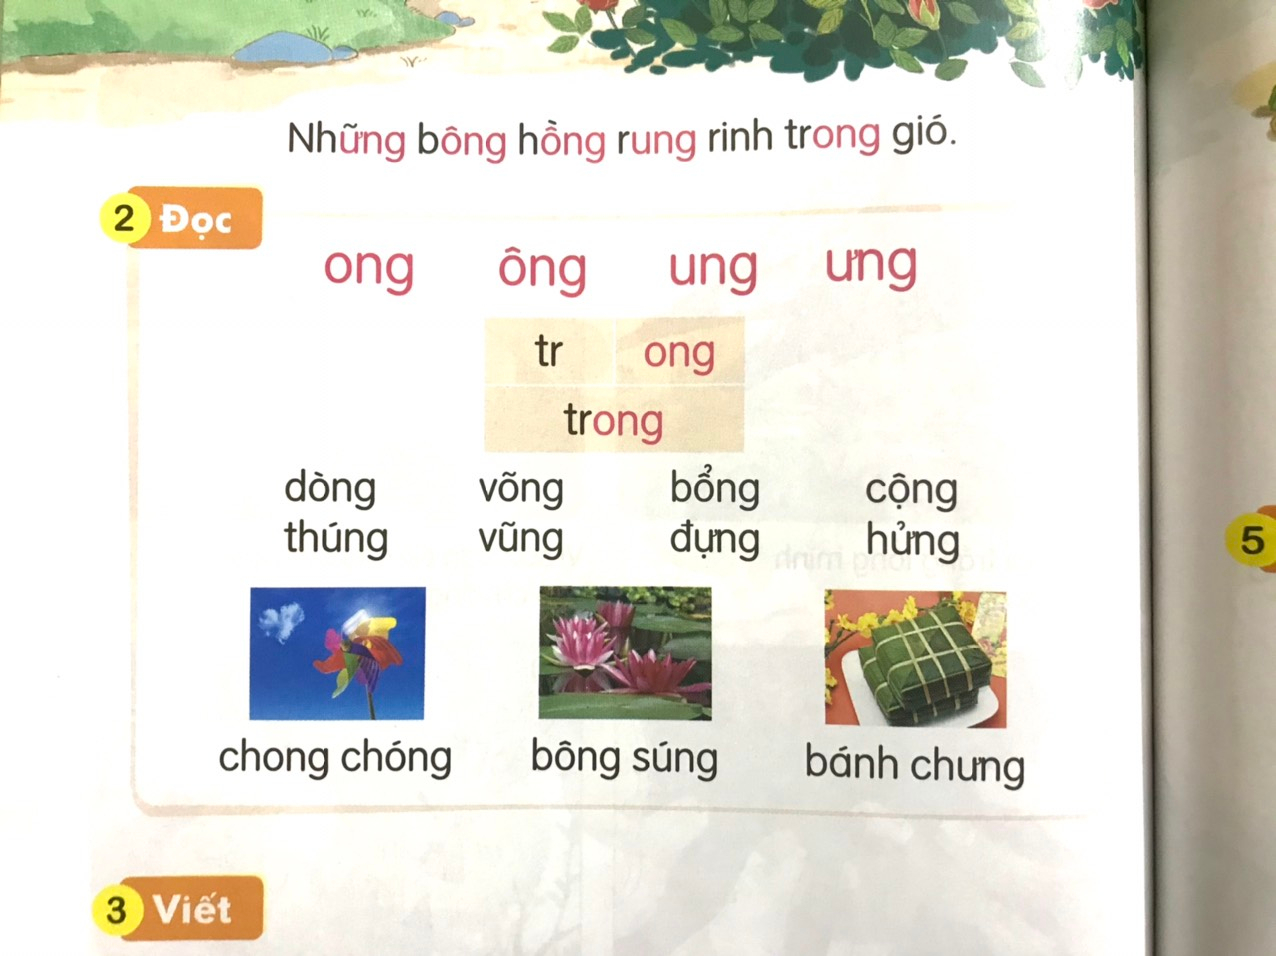 Những bông hồng rung rinh trong gió.
2 Đọc
ong ông ung ưng
tr ong
trong
dòng võng bổng cộng
thúng vũng đựng hửng
chong chóng bông súng bánh chưng
3 Viết
5